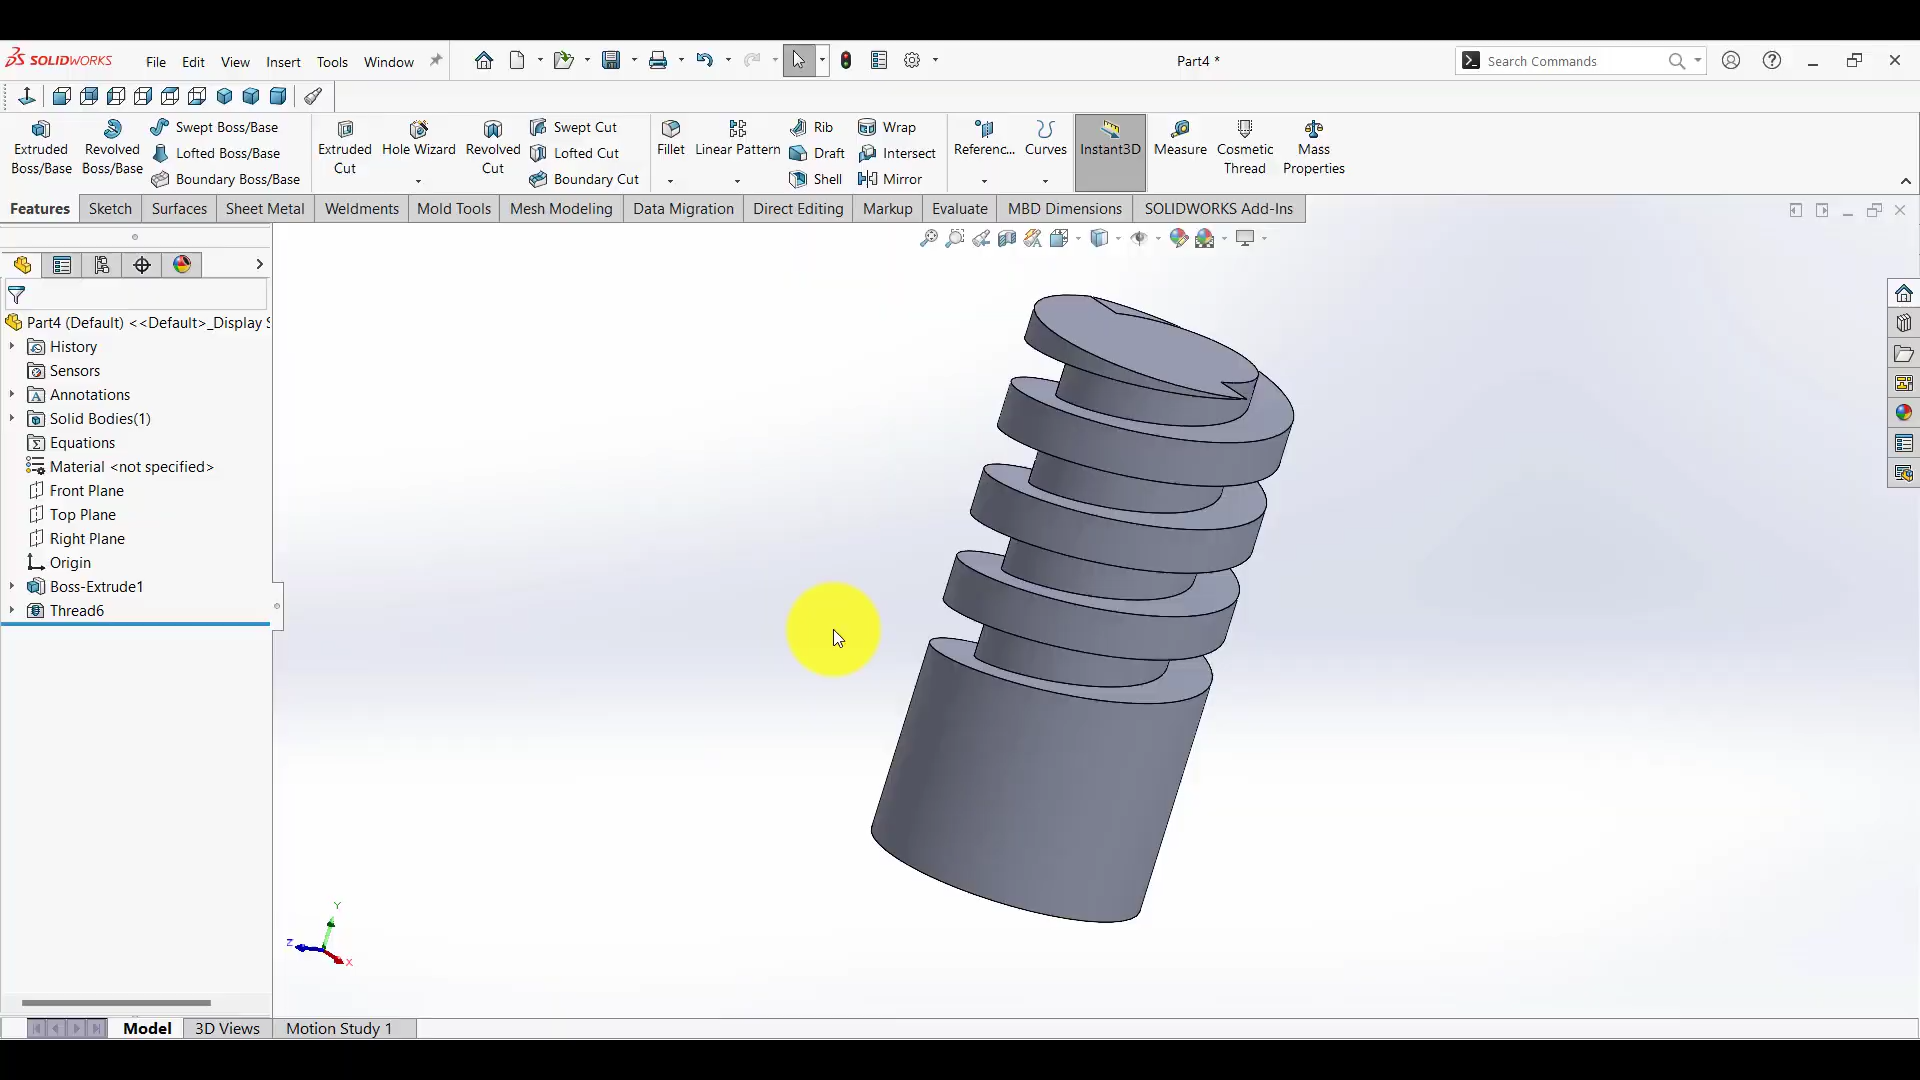 SOLIDWORKS
File Edit View Insert Tools Window
Part4 *
Search Commands
Extruded Boss/Base
Revolved Boss/Base
Swept Boss/Base
Lofted Boss/Base
Boundary Boss/Base
Extruded Cut
Hole Wizard
Revolved Cut
Swept Cut
Lofted Cut
Boundary Cut
Fillet
Linear Pattern
Rib
Draft
Shell
Wrap
Intersect
Mirror
Referenc...
Curves
Instant3D
Measure
Cosmetic Thread
Mass Properties
Features Sketch Surfaces Sheet Metal Weldments Mold Tools Mesh Modeling Data Migration Direct Editing Markup Evaluate MBD Dimensions SOLIDWORKS Add-Ins
Part4 (Default) <<Default>_Display S
History
Sensors
Annotations
Solid Bodies(1)
Equations
Material <not specified>
Front Plane
Top Plane
Right Plane
Origin
Boss-Extrude1
Thread6
Y
Z
X
Model 3D Views Motion Study 1